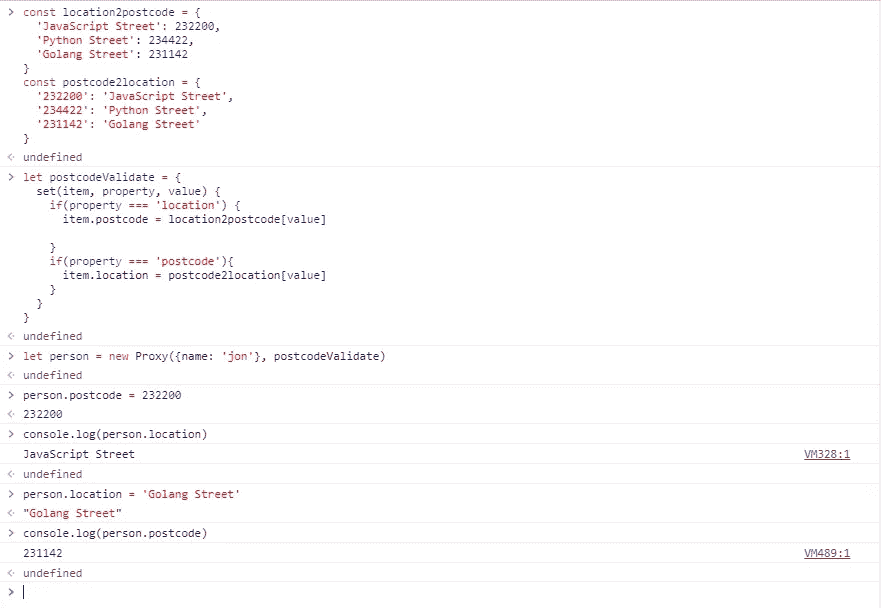 > const location2postcode = {
'JavaScript Street': 232200,
'Python Street': 234422,
'Golang Street': 231142
}
const postcode2location = {
'232200': 'JavaScript Street',
'234422': 'Python Street',
'231142': 'Golang Street'
}
undefined
> let postcodeValidate = {
set(item, property, value) {
if(property === 'location') {
item.postcode = location2postcode[value]
}
if(property === 'postcode'){
item.location = postcode2location[value]
}
}
}
undefined
> let person = new Proxy({name: 'jon'}, postcodeValidate)
undefined
> person.postcode = 232200
232200
> console.log(person.location)
JavaScript Street VM328:1
undefined
> person.location = 'Golang Street'
"Golang Street"
> console.log(person.postcode)
231142 VM489:1
undefined
>